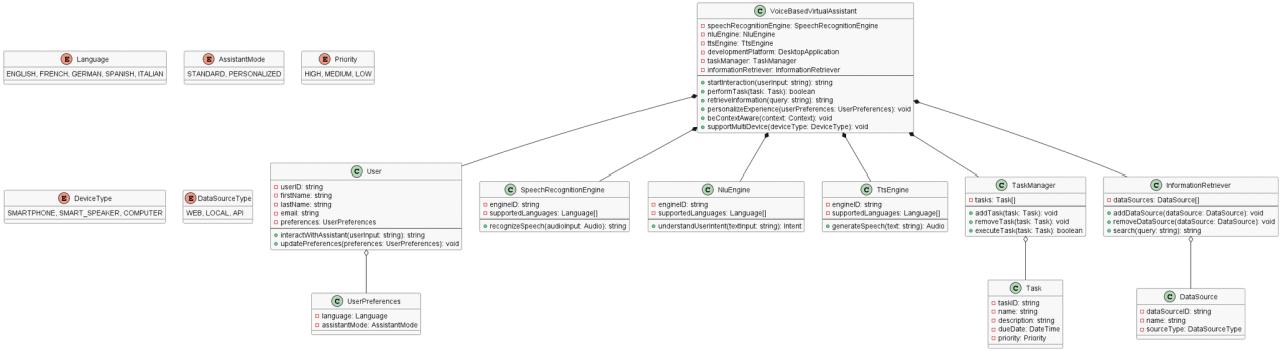 C VoiceBasedVirtualAssistant
speechRecognitionEngine: SpeechRecognitionEngine
nluEngine: NluEngine
ttsEngine: TtsEngine
developmentPlatform: DesktopApplication
taskManager: TaskManager
informationRetriever: InformationRetriever
startInteraction(userInput: string): string
performTask(task: Task): boolean
retrieveInformation(query: string): string
personalizeExperience(userPreferences: UserPreferences): void
beContextAware(context: Context): void
supportMultiDevice(deviceType: DeviceType): void
E Language
ENGLISH, FRENCH, GERMAN, SPANISH, ITALIAN
E AssistantMode
STANDARD, PERSONALIZED
E Priority
HIGH, MEDIUM, LOW
E DeviceType
SMARTPHONE, SMART_SPEAKER, COMPUTER
E DataSourceType
WEB, LOCAL, API
C User
userID: string
firstName: string
lastName: string
email: string
preferences: UserPreferences
interactWithAssistant(userInput: string): string
updatePreferences(preferences: UserPreferences): void
C SpeechRecognitionEngine
engineID: string
supportedLanguages: Language[]
recognizeSpeech(audioInput: Audio): string
C NluEngine
engineID: string
supportedLanguages: Language[]
understandUserIntent(textInput: string): Intent
C TtsEngine
engineID: string
supportedLanguages: Language[]
generateSpeech(text: string): Audio
C TaskManager
tasks: Task[]
addTask(task: Task): void
removeTask(task: Task): void
executeTask(task: Task): boolean
C InformationRetriever
dataSources: DataSource[]
addDataSource(dataSource: DataSource): void
removeDataSource(dataSource: DataSource): void
search(query: string): string
C UserPreferences
language: Language
assistantMode: AssistantMode
C Task
taskID: string
name: string
description: string
dueDate: DateTime
priority: Priority
C DataSource
dataSourceID: string
name: string
sourceType: DataSourceType